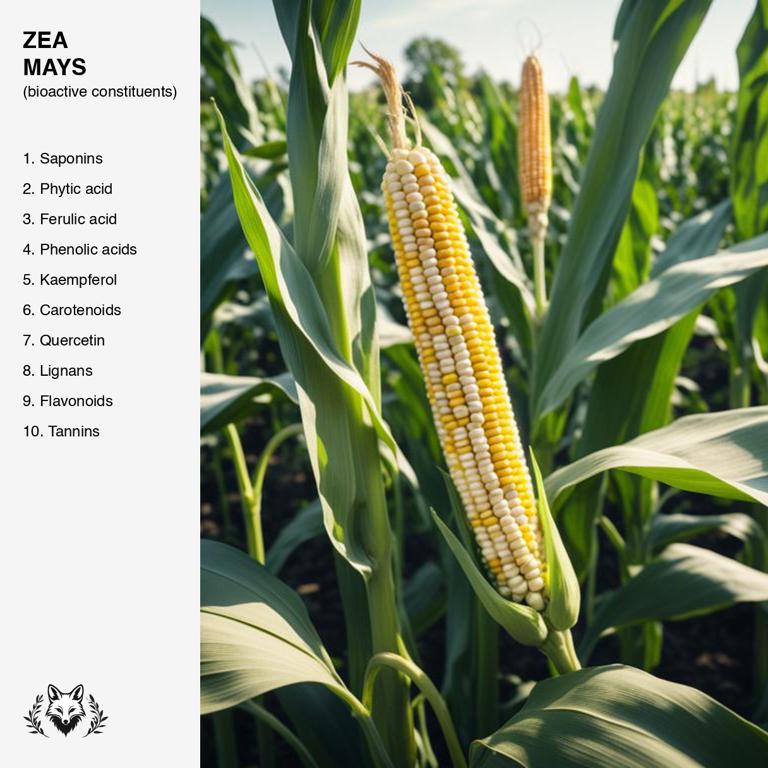 ZEA
MAYS
(bioactive constituents)
1. Saponins
2. Phytic acid
3. Ferulic acid
4. Phenolic acids
5. Kaempferol
6. Carotenoids
7. Quercetin
8. Lignans
9. Flavonoids
10. Tannins